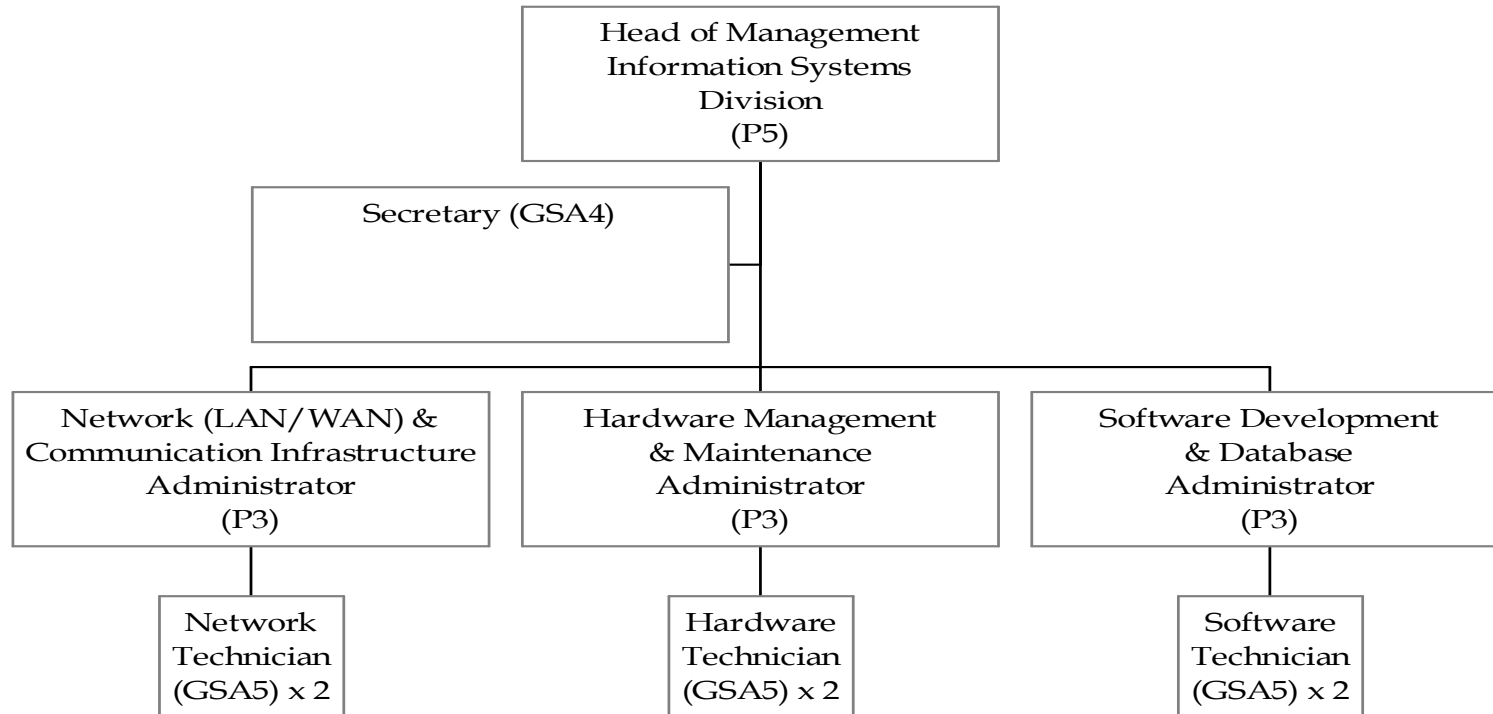 Head of Management
Information Systems
Division
(P5)
Secretary (GSA4)
Network (LAN/WAN) &
Communication Infrastructure
Administrator
(P3)
Hardware Management
& Maintenance
Administrator
(P3)
Software Development
& Database
Administrator
(P3)
Network
Technician
(GSA5) x 2
Hardware
Technician
(GSA5) x 2
Software
Technician
(GSA5) x 2